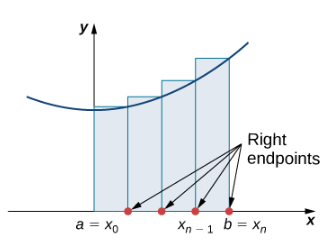 y
Right
endpoints
x
a = x₀
xₙ₋₁
b = xₙ